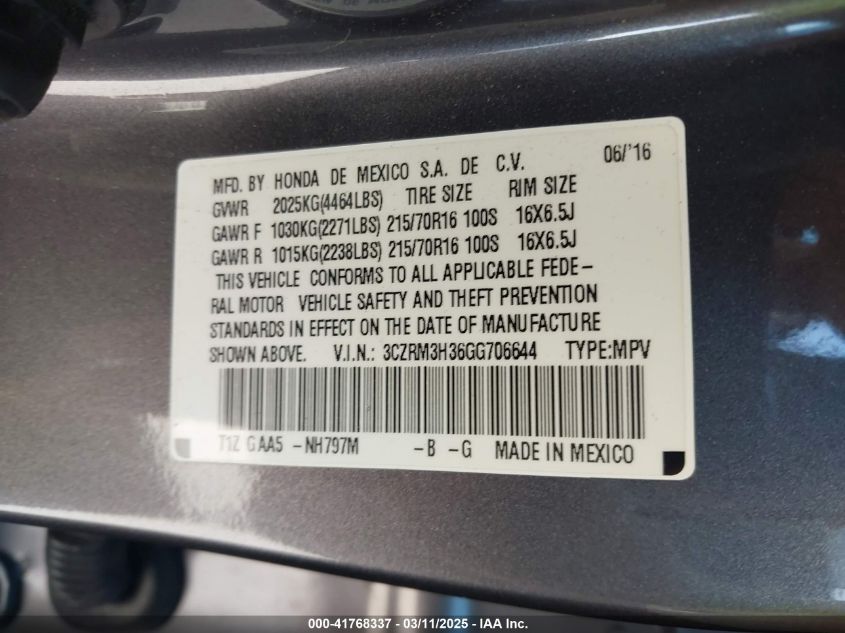 MFD. BY HONDA DE MEXICO S.A. DE C.V. 06/'16
GVWR 2025KG(4464LBS) TIRE SIZE RIM SIZE
GAWR F 1030KG(2271LBS) 215/70R16 100S 16X6.5J
GAWR R 1015KG(2238LBS) 215/70R16 100S 16X6.5J
THIS VEHICLE CONFORMS TO ALL APPLICABLE FEDE-
RAL MOTOR VEHICLE SAFETY AND THEFT PREVENTION
STANDARDS IN EFFECT ON THE DATE OF MANUFACTURE
SHOWN ABOVE. V.I.N.: 3CZRM3H36GG706644 TYPE:MPV
T1Z GAA5 -NH797M -B -G MADE IN MEXICO
000-41768337 - 03/11/2025 - IAA Inc.